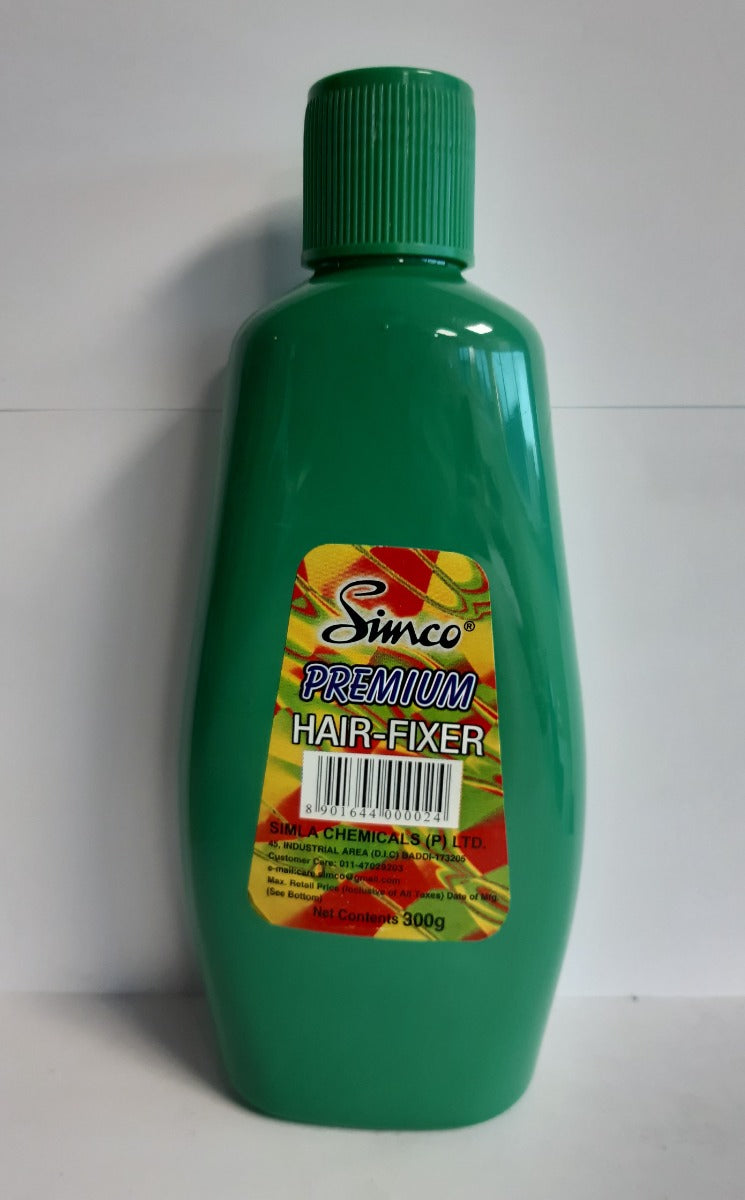 Simco®
PREMIUM
HAIR-FIXER
8 901644 000024
SIMLA CHEMICALS (P) LTD.
45, INDUSTRIAL AREA (D.I.C) BADDI-173205
Customer Care: 011-47029203
e-mail:care.simco@gmail.com
Max. Retail Price (Inclusive of All Taxes) Date of Mfg.
(See Bottom)
Net Contents 300g